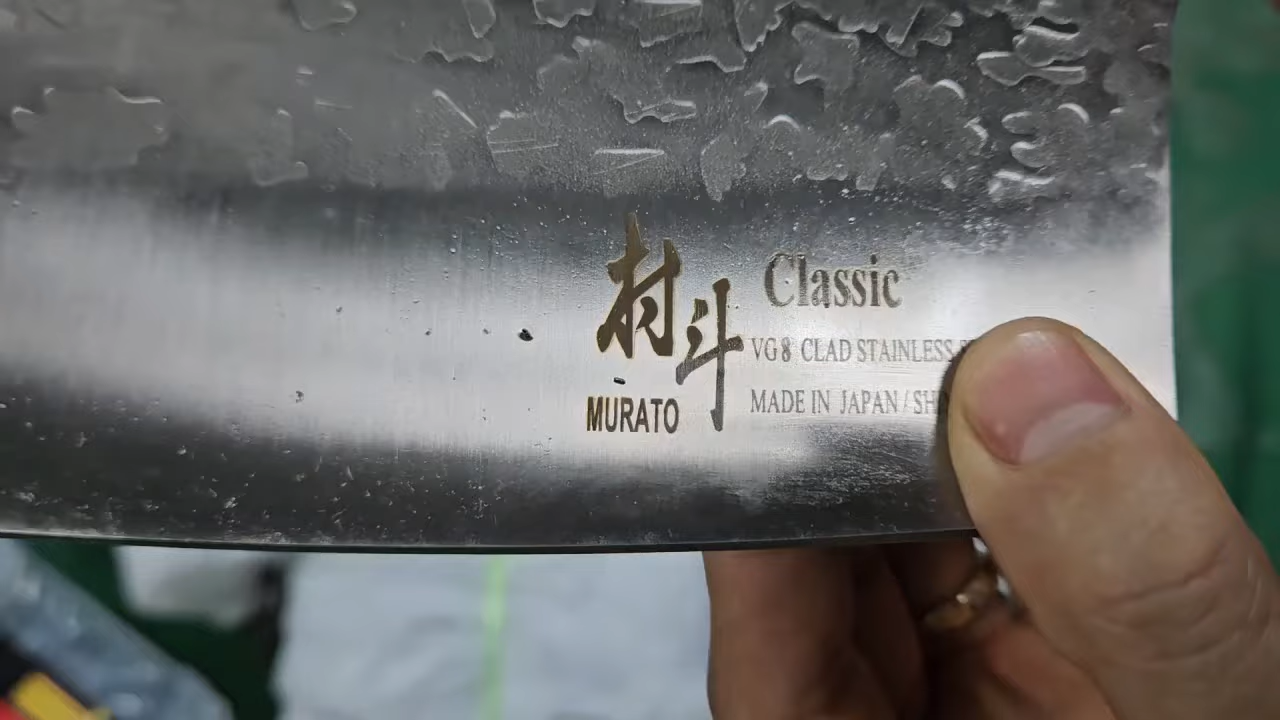 村斗
MURATO
Classic
VG8 CLAD STAINLESS
MADE IN JAPAN /